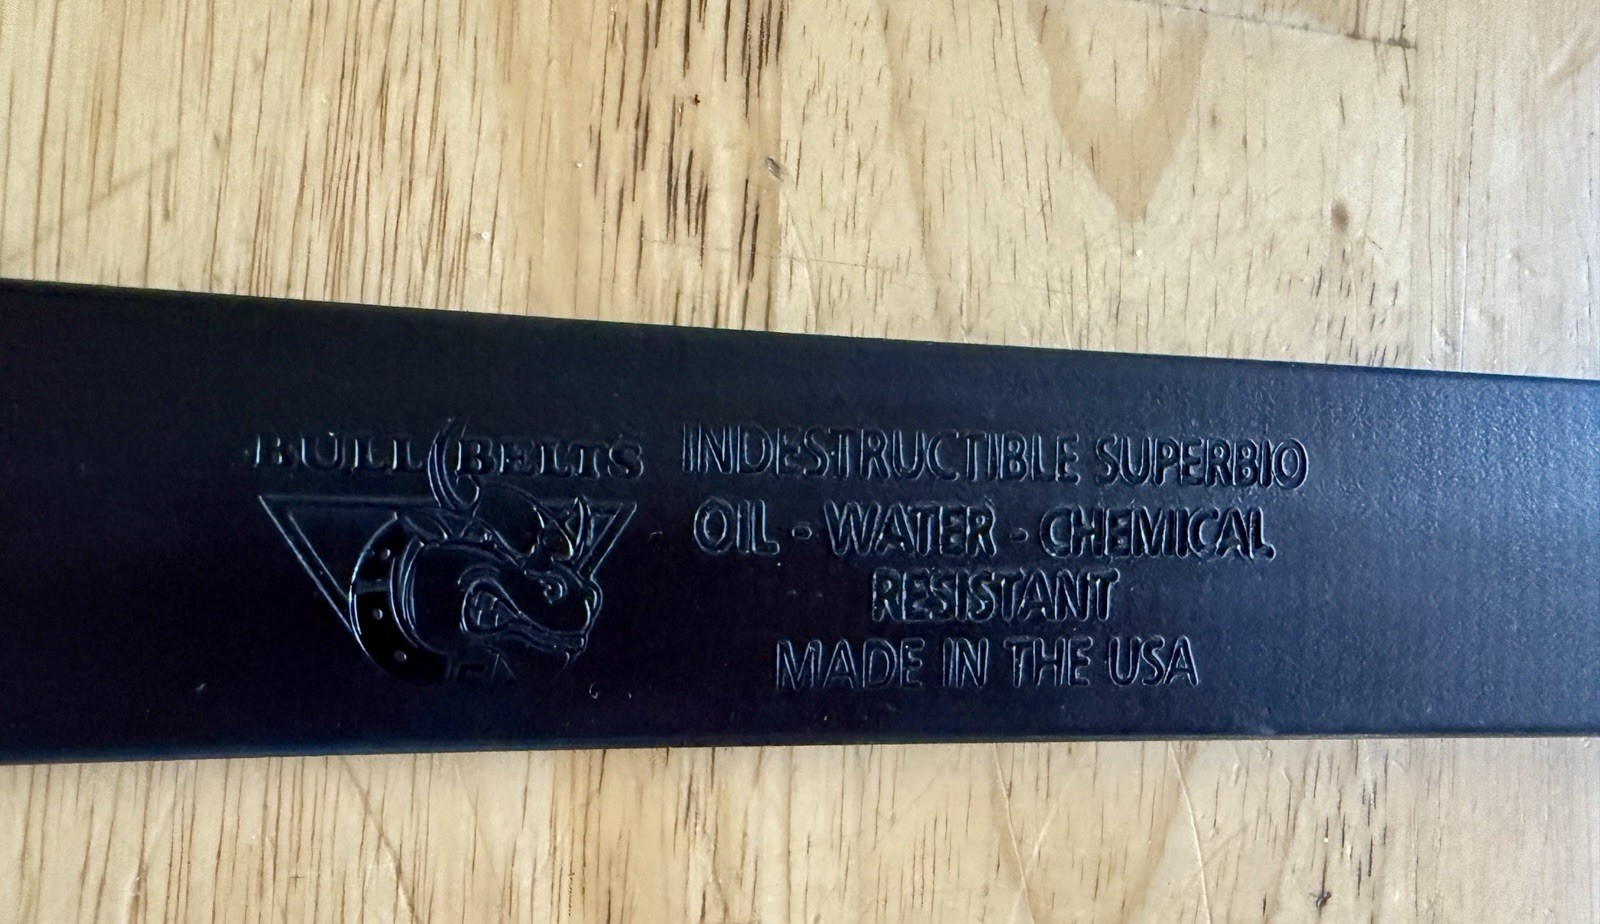 BULL BELTS
INDESTRUCTIBLE SUPERBIO
OIL - WATER - CHEMICAL
RESISTANT
MADE IN THE USA